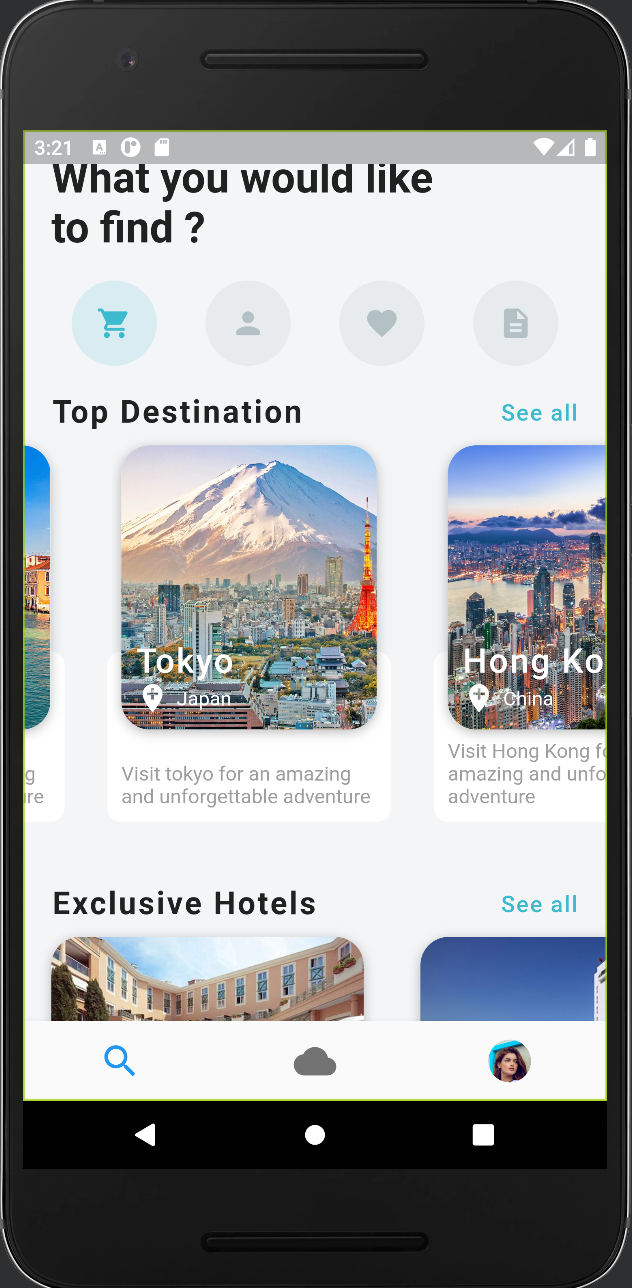 3:21
What you would like
to find ?
Top Destination
See all
Tokyo
Japan
Visit tokyo for an amazing
and unforgettable adventure
Hong Ko
China
Visit Hong Kong fo
amazing and unfo
adventure
Exclusive Hotels
See all